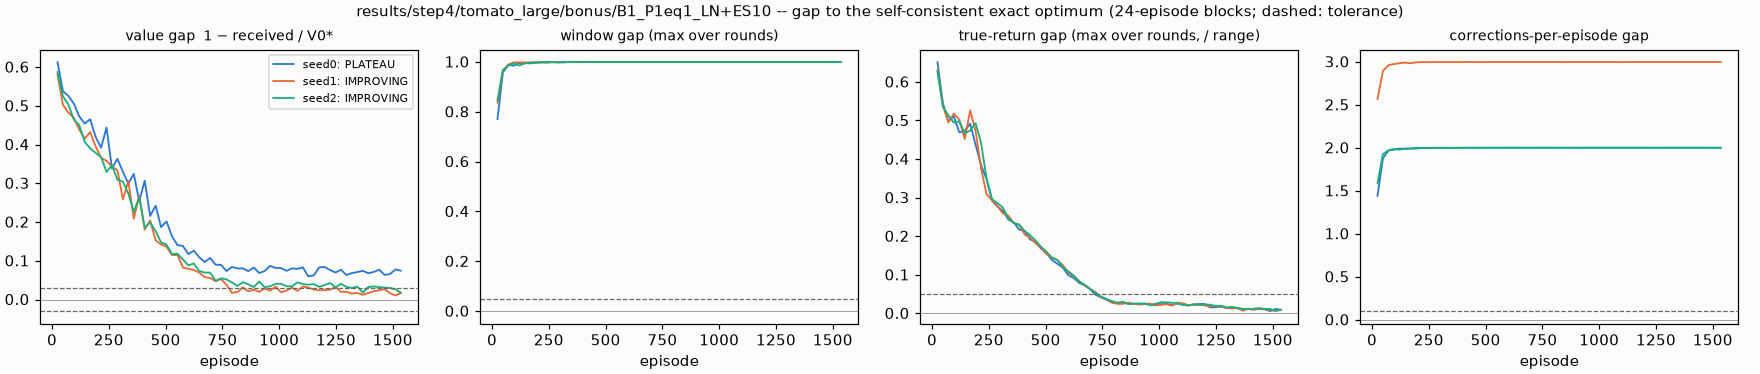 results/step4/tomato_large/bonus/B1_P1eq1_LN+ES10 -- gap to the self-consistent exact optimum (24-episode blocks; dashed: tolerance)
value gap  1 − received / V0*
0.6
0.5
0.4
0.3
0.2
0.1
0.0
seed0: PLATEAU
seed1: IMPROVING
seed2: IMPROVING
0 250 500 750 1000 1250 1500
episode
window gap (max over rounds)
1.0
0.8
0.6
0.4
0.2
0.0
0 250 500 750 1000 1250 1500
episode
true-return gap (max over rounds, / range)
0.6
0.5
0.4
0.3
0.2
0.1
0.0
0 250 500 750 1000 1250 1500
episode
corrections-per-episode gap
3.0
2.5
2.0
1.5
1.0
0.5
0.0
0 250 500 750 1000 1250 1500
episode